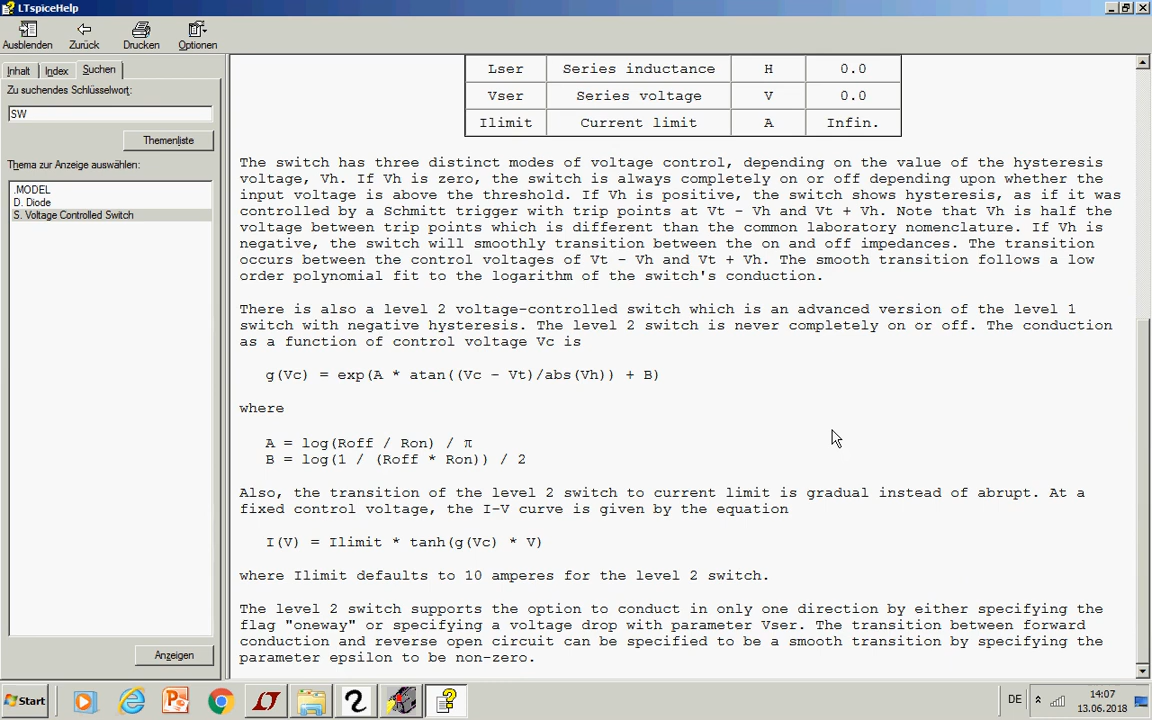 LTspiceHelp
Ausblenden Zurück Drucken Optionen
Inhalt Index Suchen
Zu suchendes Schlüsselwort:
SW
Themenliste
Thema zur Anzeige auswählen:
.MODEL
D. Diode
S. Voltage Controlled Switch
Anzeigen
Lser Series inductance H 0.0
Vser Series voltage V 0.0
Ilimit Current limit A Infin.
The switch has three distinct modes of voltage control, depending on the value of the hysteresis
voltage, Vh. If Vh is zero, the switch is always completely on or off depending upon whether the
input voltage is above the threshold. If Vh is positive, the switch shows hysteresis, as if it was
controlled by a Schmitt trigger with trip points at Vt - Vh and Vt + Vh. Note that Vh is half the
voltage between trip points which is different than the common laboratory nomenclature. If Vh is
negative, the switch will smoothly transition between the on and off impedances. The transition
occurs between the control voltages of Vt - Vh and Vt + Vh. The smooth transition follows a low
order polynomial fit to the logarithm of the switch's conduction.
There is also a level 2 voltage-controlled switch which is an advanced version of the level 1
switch with negative hysteresis. The level 2 switch is never completely on or off. The conduction
as a function of control voltage Vc is
g(Vc) = exp(A * atan((Vc - Vt)/abs(Vh)) + B)
where
A = log(Roff / Ron) / π
B = log(1 / (Roff * Ron)) / 2
Also, the transition of the level 2 switch to current limit is gradual instead of abrupt. At a
fixed control voltage, the I-V curve is given by the equation
I(V) = Ilimit * tanh(g(Vc) * V)
where Ilimit defaults to 10 amperes for the level 2 switch.
The level 2 switch supports the option to conduct in only one direction by either specifying the
flag "oneway" or specifying a voltage drop with parameter Vser. The transition between forward
conduction and reverse open circuit can be specified to be a smooth transition by specifying the
parameter epsilon to be non-zero.
Start
DE
14:07
13.06.2018